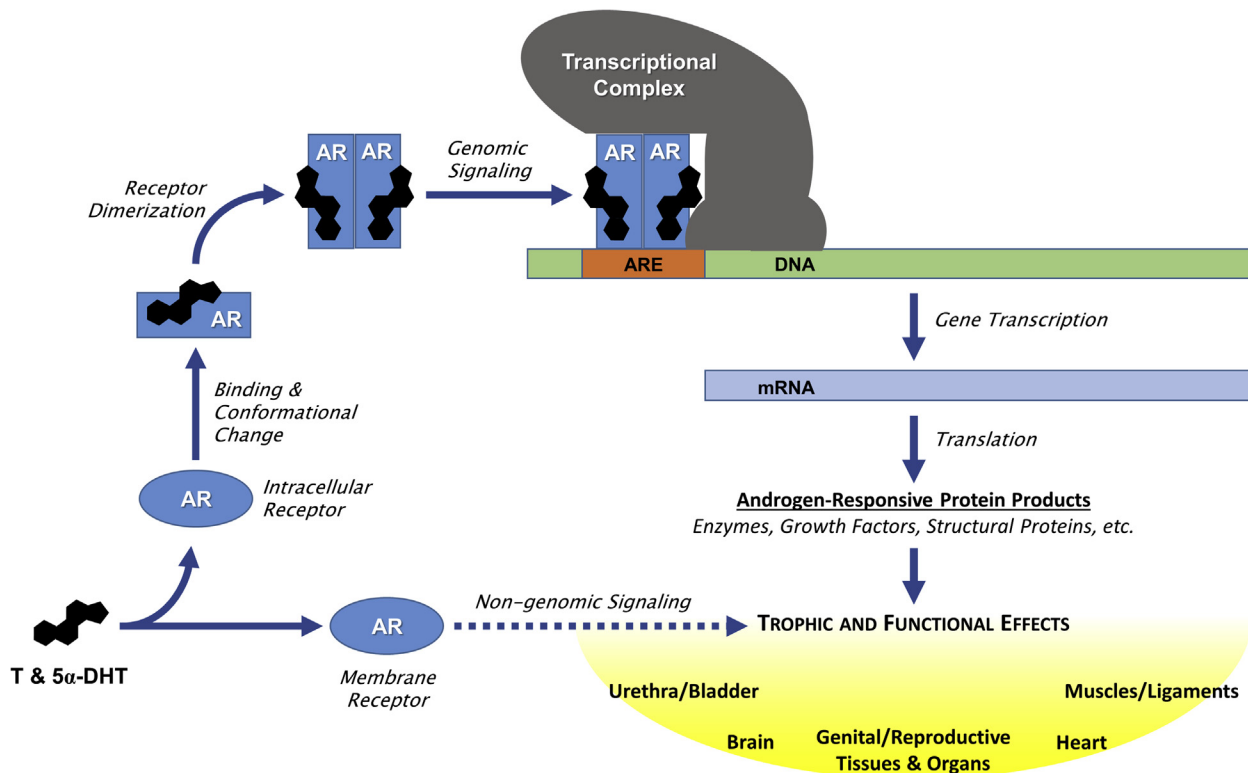 Transcriptional
Complex
AR AR
Genomic
Signaling
AR AR
Receptor
Dimerization
ARE
DNA
AR
Gene Transcription
mRNA
Binding &
Conformational
Change
Translation
AR
Intracellular
Receptor
Androgen-Responsive Protein Products
Enzymes, Growth Factors, Structural Proteins, etc.
T & 5α-DHT
AR
Membrane
Receptor
Non-genomic Signaling
TROPHIC AND FUNCTIONAL EFFECTS
Urethra/Bladder
Muscles/Ligaments
Brain
Genital/Reproductive
Tissues & Organs
Heart